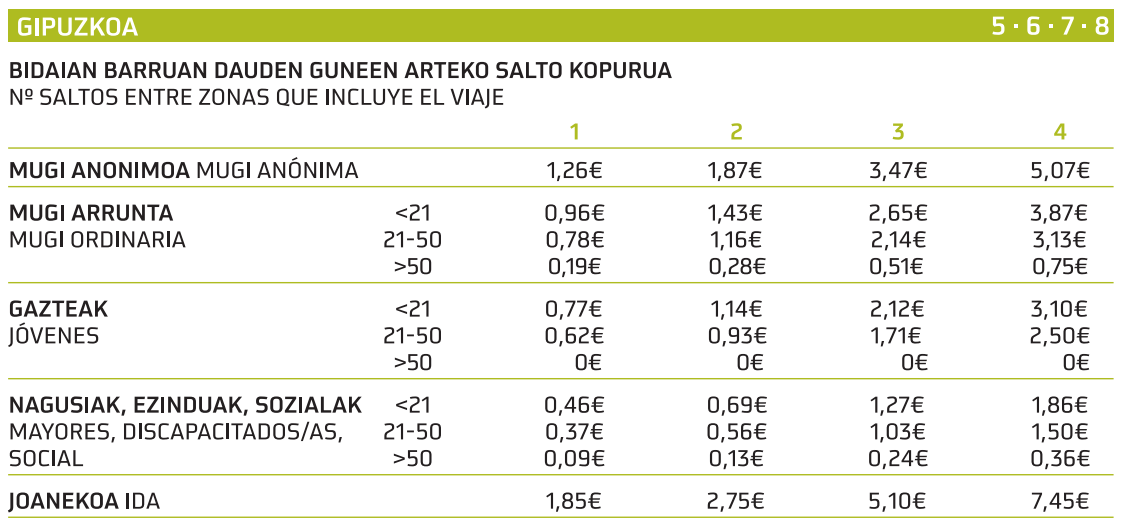 GIPUZKOA 5 · 6 · 7 · 8
BIDAIAN BARRUAN DAUDEN GUNEEN ARTEKO SALTO KOPURUA
Nº SALTOS ENTRE ZONAS QUE INCLUYE EL VIAJE
1 2 3 4
MUGI ANONIMOA MUGI ANÓNIMA 1,26€ 1,87€ 3,47€ 5,07€
MUGI ARRUNTA <21 0,96€ 1,43€ 2,65€ 3,87€
MUGI ORDINARIA 21-50 0,78€ 1,16€ 2,14€ 3,13€
>50 0,19€ 0,28€ 0,51€ 0,75€
GAZTEAK <21 0,77€ 1,14€ 2,12€ 3,10€
JÓVENES 21-50 0,62€ 0,93€ 1,71€ 2,50€
>50 0€ 0€ 0€ 0€
NAGUSIAK, EZINDUAK, SOZIALAK <21 0,46€ 0,69€ 1,27€ 1,86€
MAYORES, DISCAPACITADOS/AS, 21-50 0,37€ 0,56€ 1,03€ 1,50€
SOCIAL >50 0,09€ 0,13€ 0,24€ 0,36€
JOANEKOA IDA 1,85€ 2,75€ 5,10€ 7,45€